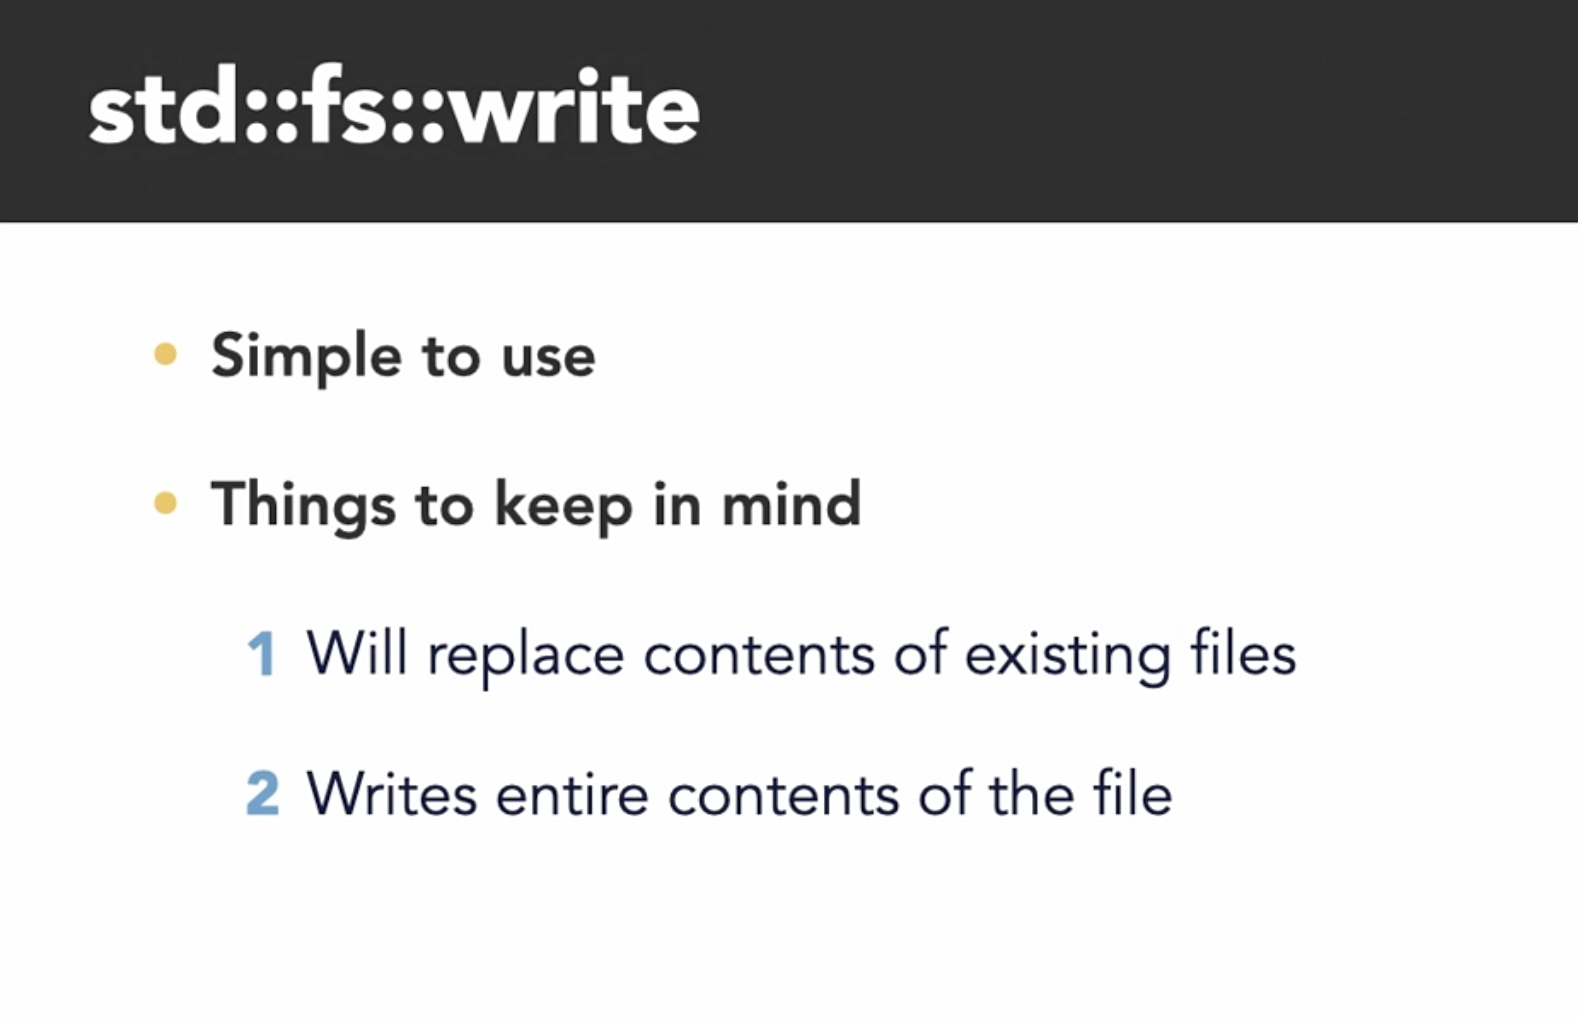 std::fs::write
• Simple to use
• Things to keep in mind
1 Will replace contents of existing files
2 Writes entire contents of the file